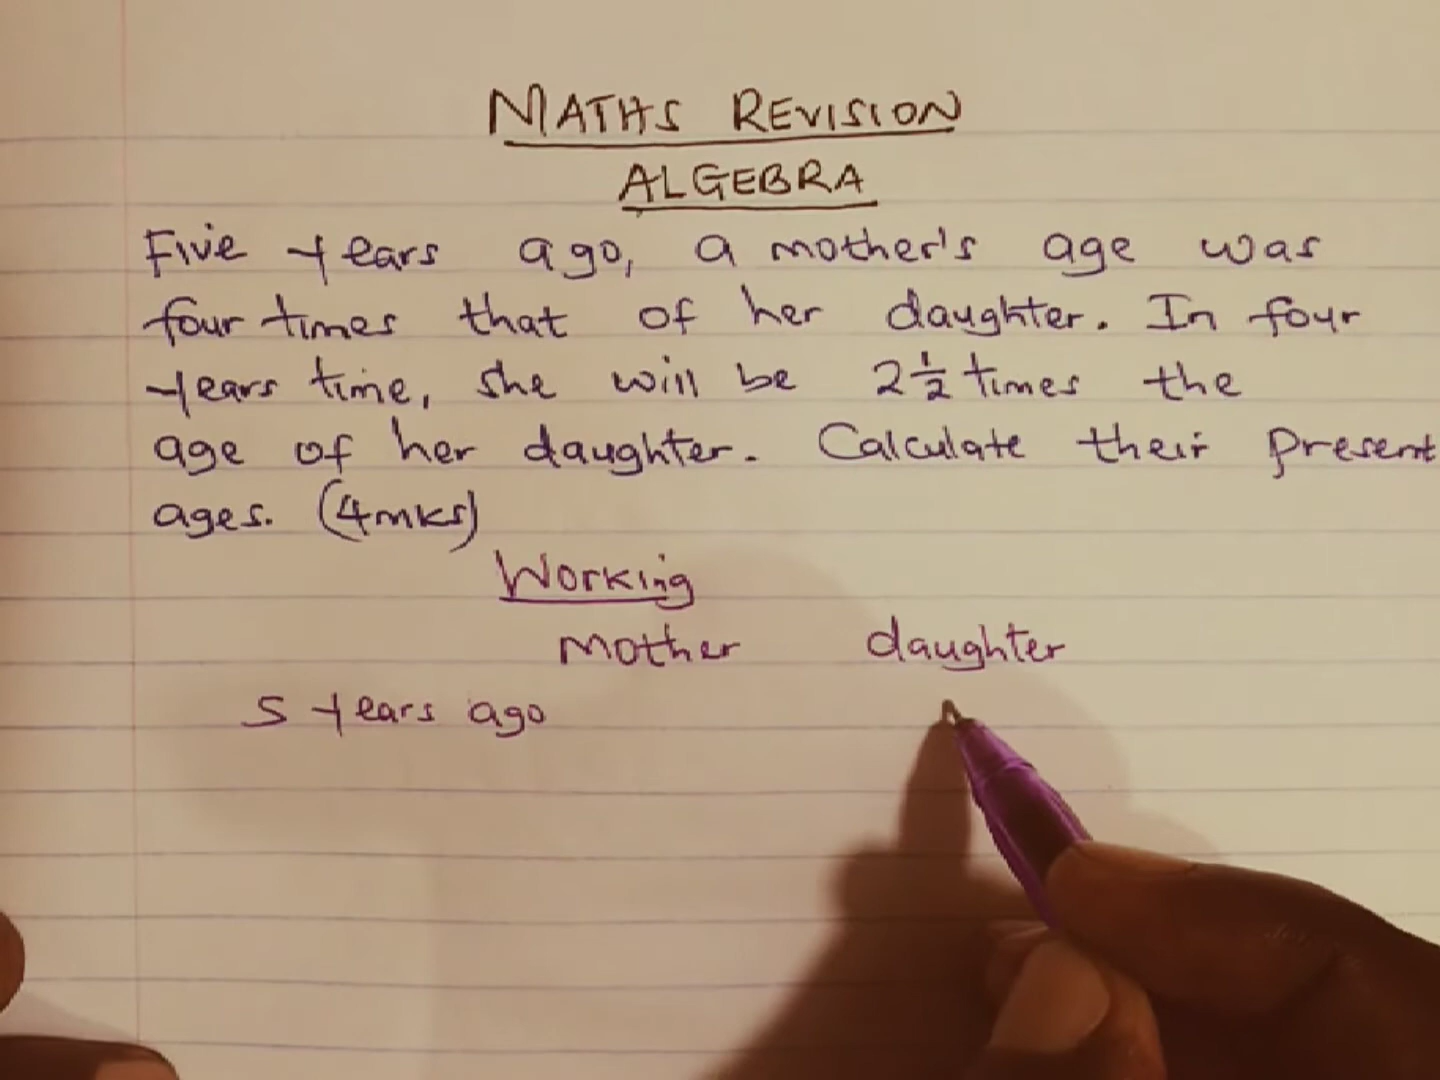 MATHS REVISION
ALGEBRA
Five years ago, a mother's age was
four times that of her daughter. In four
years time, she will be 2½ times the
age of her daughter. Calculate their present
ages. (4mks)
Working
Mother daughter
5 years ago